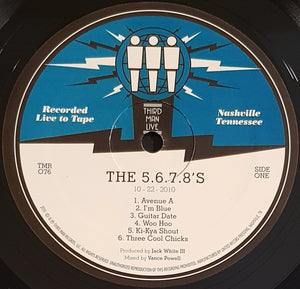 Recorded
Live to Tape
THIRD
MAN
LIVE
Nashville
Tennessee
TMR
076
SIDE
ONE
THE 5.6.7.8'S
10 - 22 - 2010
1. Avenue A
2. I'm Blue
3. Guitar Date
4. Woo Hoo
5. Ki-Kya Shout
6. Three Cool Chicks
Produced by Jack White III
Mixed by Vance Powell